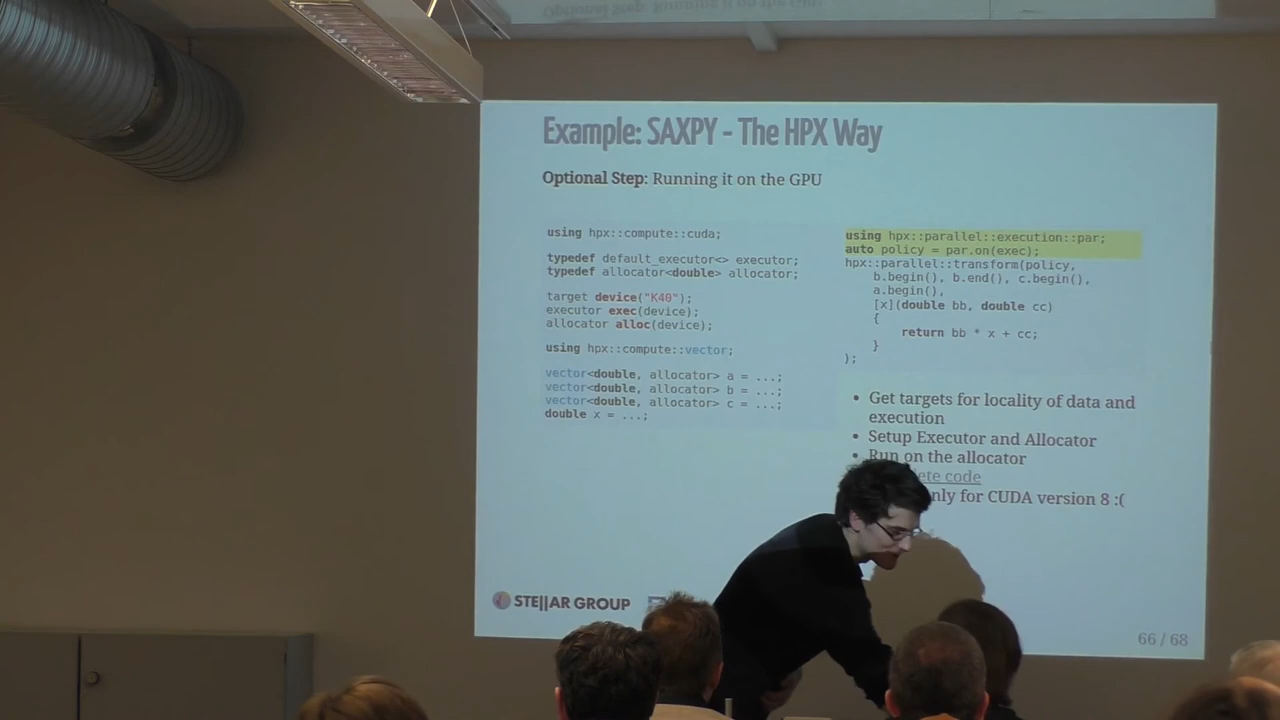 Example: SAXPY - The HPX Way
Optional Step: Running it on the GPU
using hpx::compute::cuda;
typedef default_executor<> executor;
typedef allocator<double> allocator;
target device("K40");
executor exec(device);
allocator alloc(device);
using hpx::compute::vector;
vector<double, allocator> a = ...;
vector<double, allocator> b = ...;
vector<double, allocator> c = ...;
double x = ...;
using hpx::parallel::execution::par;
auto policy = par.on(exec);
hpx::parallel::transform(policy,
b.begin(), b.end(), c.begin(),
a.begin(),
[x](double bb, double cc)
{
return bb * x + cc;
}
);
• Get targets for locality of data and
execution
• Setup Executor and Allocator
• Run on the allocator
code
for CUDA version 8 :(
STE||AR GROUP
66 / 68